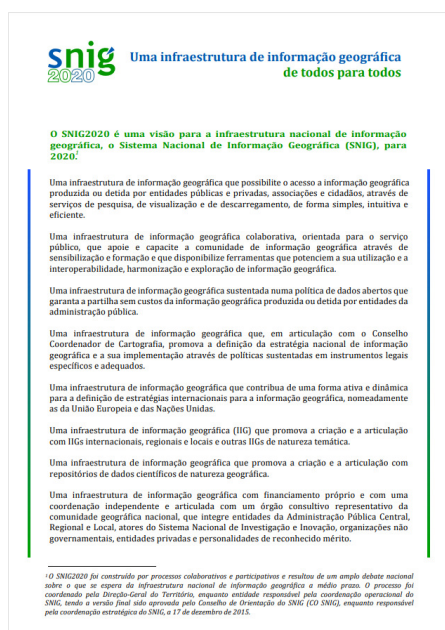 snig
2020
Uma infraestrutura de informação geográfica
de todos para todos
O SNIG2020 é uma visão para a infraestrutura nacional de informação
geográfica, o Sistema Nacional de Informação Geográfica (SNIG), para
2020.¹
Uma infraestrutura de informação geográfica que possibilite o acesso a informação geográfica
produzida ou detida por entidades públicas e privadas, associações e cidadãos, através de
serviços de pesquisa, de visualização e de descarregamento, de forma simples, intuitiva e
eficiente.
Uma infraestrutura de informação geográfica colaborativa, orientada para o serviço
público, que apoie e capacite a comunidade de informação geográfica através de
sensibilização e formação e que disponibilize ferramentas que potenciem a sua utilização e a
interoperabilidade, harmonização e exploração de informação geográfica.
Uma infraestrutura de informação geográfica sustentada numa política de dados abertos que
garanta a partilha sem custos da informação geográfica produzida ou detida por entidades da
administração pública.
Uma infraestrutura de informação geográfica que, em articulação com o Conselho
Coordenador de Cartografia, promova a definição da estratégia nacional de informação
geográfica e a sua implementação através de políticas sustentadas em instrumentos legais
específicos e adequados.
Uma infraestrutura de informação geográfica que contribua de uma forma ativa e dinâmica
para a definição de estratégias internacionais para a informação geográfica, nomeadamente
as da União Europeia e das Nações Unidas.
Uma infraestrutura de informação geográfica (IIG) que promova a criação e a articulação
com IIGs internacionais, regionais e locais e outras IIGs de natureza temática.
Uma infraestrutura de informação geográfica que promova a criação e a articulação com
repositórios de dados científicos de natureza geográfica.
Uma infraestrutura de informação geográfica com financiamento próprio e com uma
coordenação independente e articulada com um órgão consultivo representativo da
comunidade geográfica nacional, que integre entidades da Administração Pública Central,
Regional e Local, atores do Sistema Nacional de Investigação e Inovação, organizações não
governamentais, entidades privadas e personalidades de reconhecido mérito.
¹ O SNIG2020 foi construído por processos colaborativos e participativos e resultou de um amplo debate nacional
sobre o que se espera da infraestrutura nacional de informação geográfica a médio prazo. O processo foi
coordenado pela Direção-Geral do Território, enquanto entidade responsável pela coordenação operacional do
SNIG, tendo a versão final sido aprovada pelo Conselho de Orientação do SNIG (CO SNIG), enquanto responsável
pela coordenação estratégica do SNIG, a 17 de dezembro de 2015.